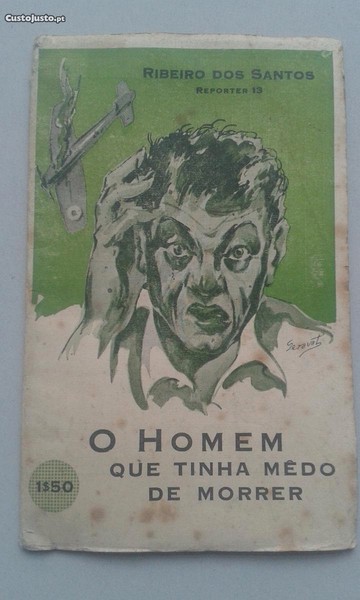 CustoJusto.pt
RIBEIRO DOS SANTOS
REPORTER 13
O HOMEM
QUE TINHA MÊDO
DE MORRER
1$50